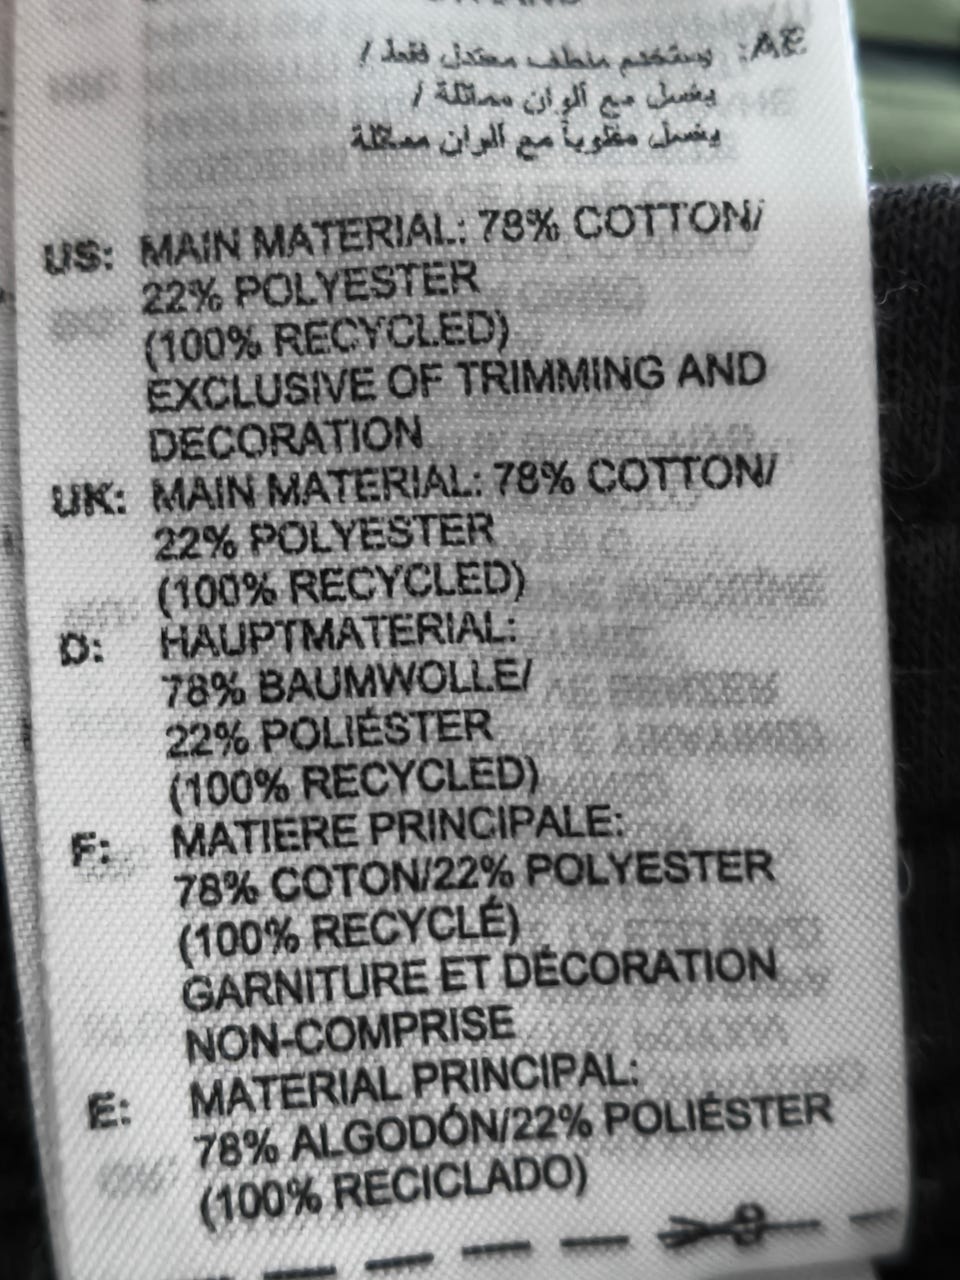 AE: يستخدم ملطف معتدل فقط /
يغسل مع ألوان مماثلة /
يغسل مقلوباً مع ألوان مماثلة
US: MAIN MATERIAL: 78% COTTON/
22% POLYESTER
(100% RECYCLED)
EXCLUSIVE OF TRIMMING AND
DECORATION
UK: MAIN MATERIAL: 78% COTTON/
22% POLYESTER
(100% RECYCLED)
D: HAUPTMATERIAL:
78% BAUMWOLLE/
22% POLIÉSTER
(100% RECYCLED)
F: MATIERE PRINCIPALE:
78% COTON/22% POLYESTER
(100% RECYCLÉ)
GARNITURE ET DÉCORATION
NON-COMPRISE
E: MATERIAL PRINCIPAL:
78% ALGODÓN/22% POLIÉSTER
(100% RECICLADO)